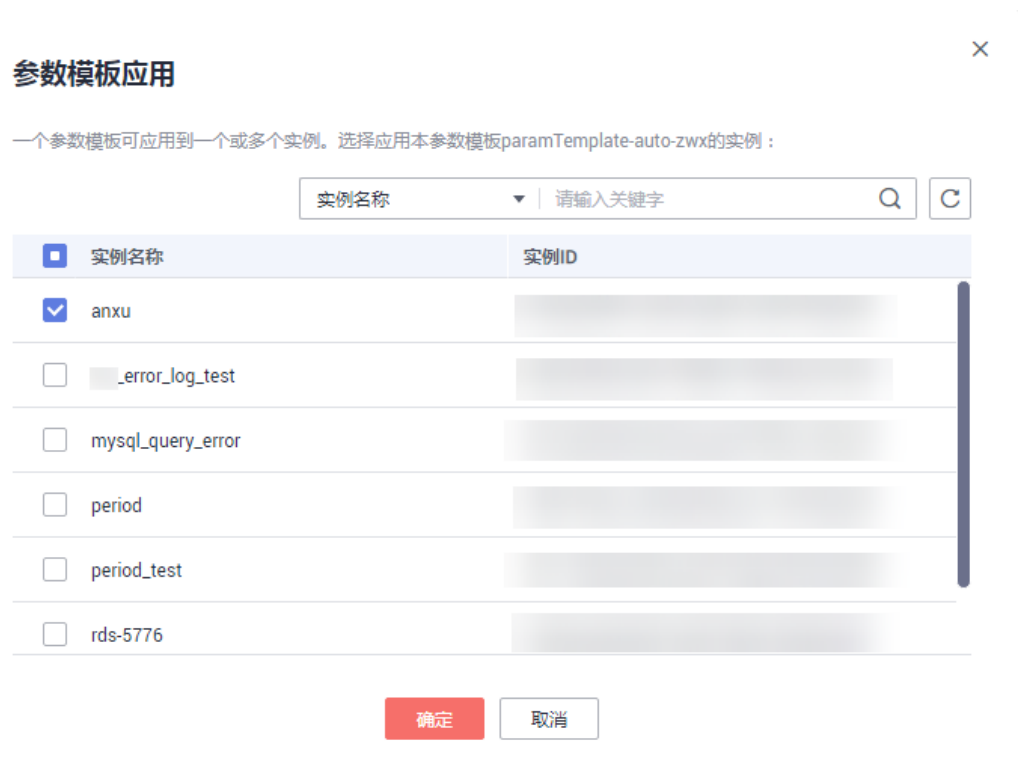 参数模板应用
一个参数模板可应用到一个或多个实例。选择应用本参数模板paramTemplate-auto-zwx的实例：
实例名称 请输入关键字
实例名称 实例ID
anxu
_error_log_test
mysql_query_error
period
period_test
rds-5776
确定 取消